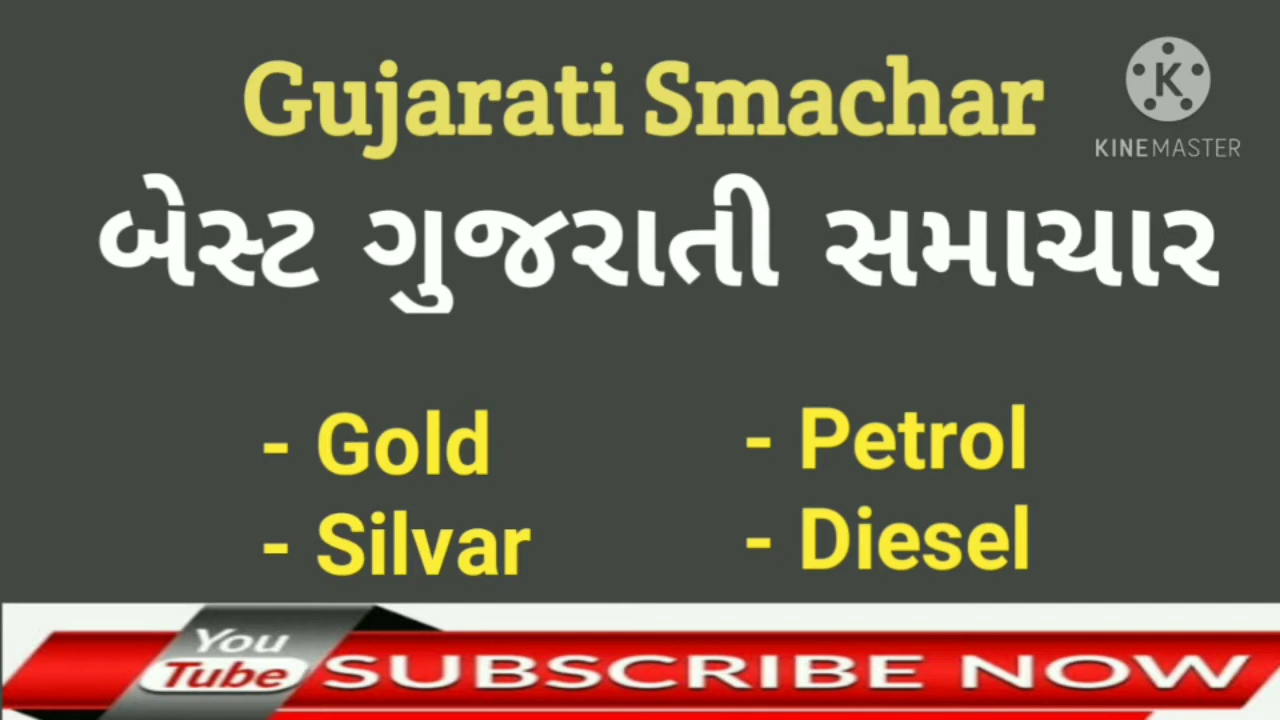 Gujarati Smachar
K
KINEMASTER
બેસ્ટ ગુજરાતી સમાચાર
- Gold
- Petrol
- Silvar
- Diesel
You
Tube
SUBSCRIBE NOW